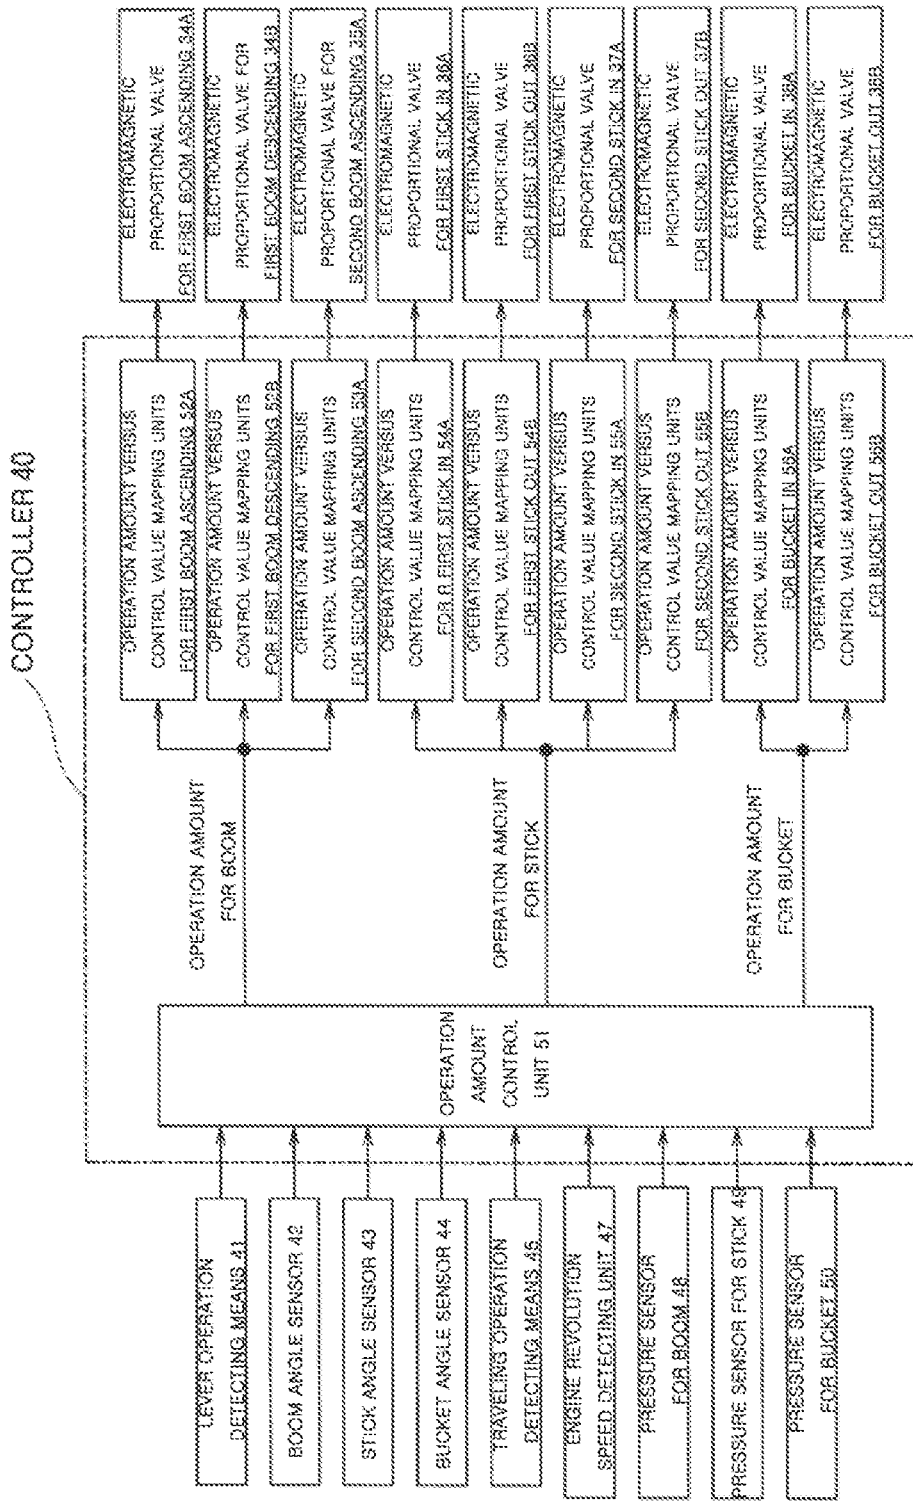 CONTROLLER 40
LEVER OPERATION
DETECTING MEANS 41
BOOM ANGLE SENSOR 42
STICK ANGLE SENSOR 43
BUCKET ANGLE SENSOR 44
TRAVELING OPERATION
DETECTING MEANS 45
ENGINE REVOLUTION
SPEED DETECTING UNIT 47
PRESSURE SENSOR
FOR BOOM 48
PRESSURE SENSOR FOR STICK 49
PRESSURE SENSOR
FOR BUCKET 50
OPERATION
AMOUNT
CONTROL
UNIT 51
OPERATION AMOUNT
FOR BOOM
OPERATION AMOUNT
FOR STICK
OPERATION AMOUNT
FOR BUCKET
OPERATION AMOUNT VERSUS
CONTROL VALUE MAPPING UNITS
FOR FIRST BOOM ASCENDING 52A
OPERATION AMOUNT VERSUS
CONTROL VALUE MAPPING UNITS
FOR FIRST BOOM DESCENDING 52B
OPERATION AMOUNT VERSUS
CONTROL VALUE MAPPING UNITS
FOR SECOND BOOM ASCENDING 53A
OPERATION AMOUNT VERSUS
CONTROL VALUE MAPPING UNITS
FOR A FIRST STICK IN 54A
OPERATION AMOUNT VERSUS
CONTROL VALUE MAPPING UNITS
FOR FIRST STICK OUT 54B
OPERATION AMOUNT VERSUS
CONTROL VALUE MAPPING UNITS
FOR SECOND STICK IN 55A
OPERATION AMOUNT VERSUS
CONTROL VALUE MAPPING UNITS
FOR SECOND STICK OUT 55B
OPERATION AMOUNT VERSUS
CONTROL VALUE MAPPING UNITS
FOR BUCKET IN 56A
OPERATION AMOUNT VERSUS
CONTROL VALUE MAPPING UNITS
FOR BUCKET OUT 56B
ELECTROMAGNETIC
PROPORTIONAL VALVE
FOR FIRST BOOM ASCENDING 34A
ELECTROMAGNETIC
PROPORTIONAL VALVE FOR
FIRST BOOM DESCENDING 34B
ELECTROMAGNETIC
PROPORTIONAL VALVE FOR
SECOND BOOM ASCENDING 35A
ELECTROMAGNETIC
PROPORTIONAL VALVE
FOR FIRST STICK IN 36A
ELECTROMAGNETIC
PROPORTIONAL VALVE
FOR FIRST STICK OUT 36B
ELECTROMAGNETIC
PROPORTIONAL VALVE
FOR SECOND STICK IN 37A
ELECTROMAGNETIC
PROPORTIONAL VALVE
FOR SECOND STICK OUT 37B
ELECTROMAGNETIC
PROPORTIONAL VALVE
FOR BUCKET IN 38A
ELECTROMAGNETIC
PROPORTIONAL VALVE
FOR BUCKET OUT 38B